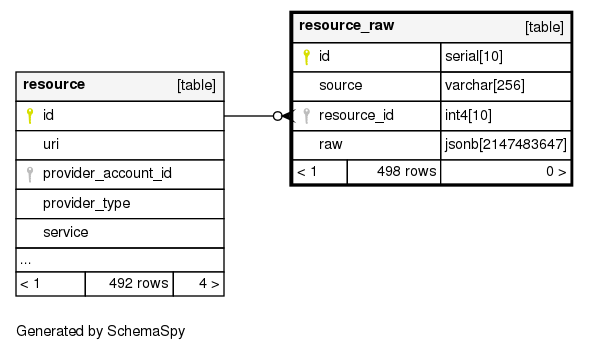 resource_raw [table]
id serial[10]
source varchar[256]
resource_id int4[10]
raw jsonb[2147483647]
< 1 498 rows 0 >
resource [table]
id
uri
provider_account_id
provider_type
service
...
< 1 492 rows 4 >
Generated by SchemaSpy